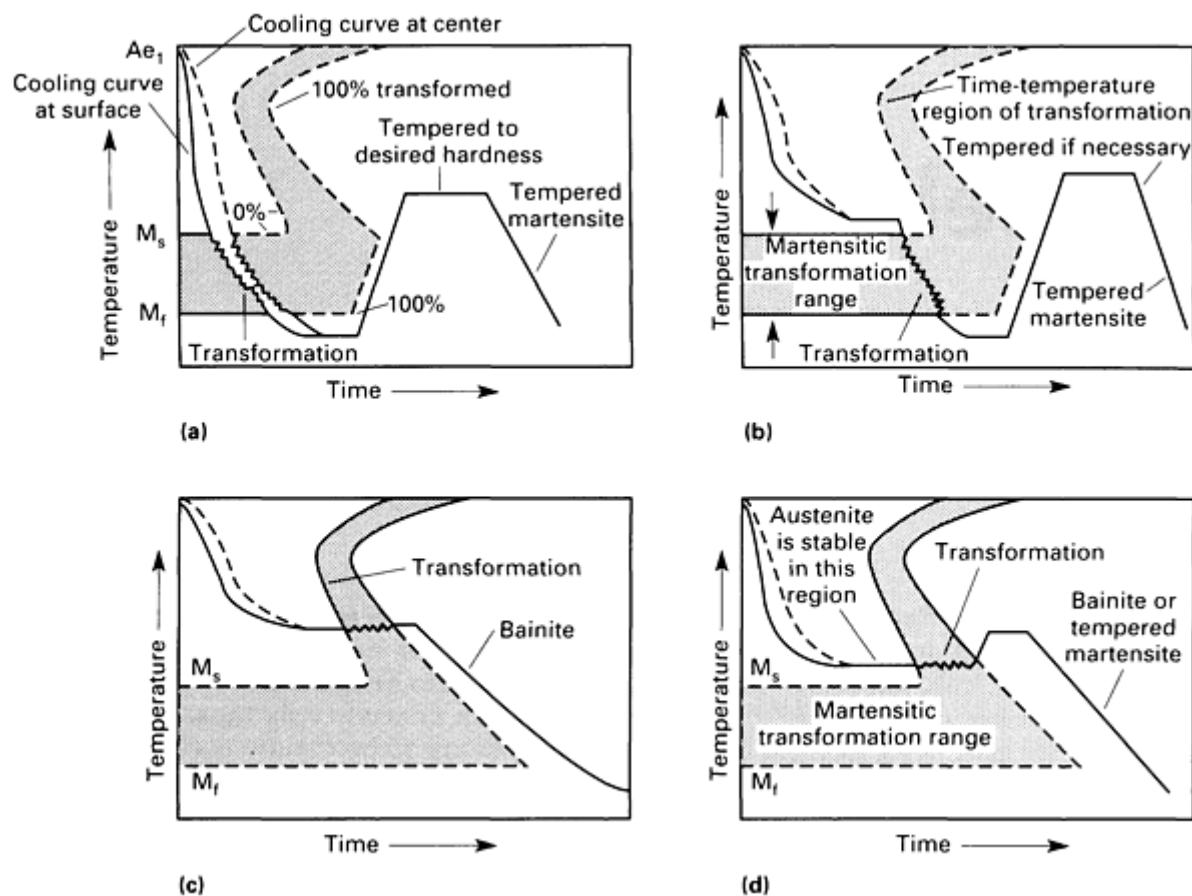 Cooling curve at center
Ae1
Cooling curve
at surface
100% transformed
Tempered to
desired hardness
Tempered
martensite
0%
Ms
Mf
100%
Transformation
Temperature
Time
(a)
Time-temperature
region of transformation
Tempered if necessary
Martensitic
transformation
range
Tempered
martensite
Transformation
Temperature
Time
(b)
Transformation
Bainite
Ms
Mf
Temperature
Time
(c)
Austenite
is stable
in this
region
Transformation
Bainite or
tempered
martensite
Ms
Martensitic
transformation range
Mf
Temperature
Time
(d)